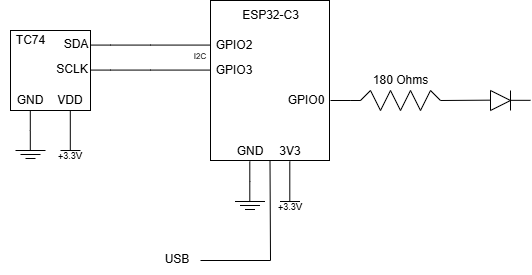 ESP32-C3
TC74
SDA
GPIO2
I2C
SCLK
GPIO3
180 Ohms
GND
VDD
GPIO0
+3.3V
GND
3V3
+3.3V
USB